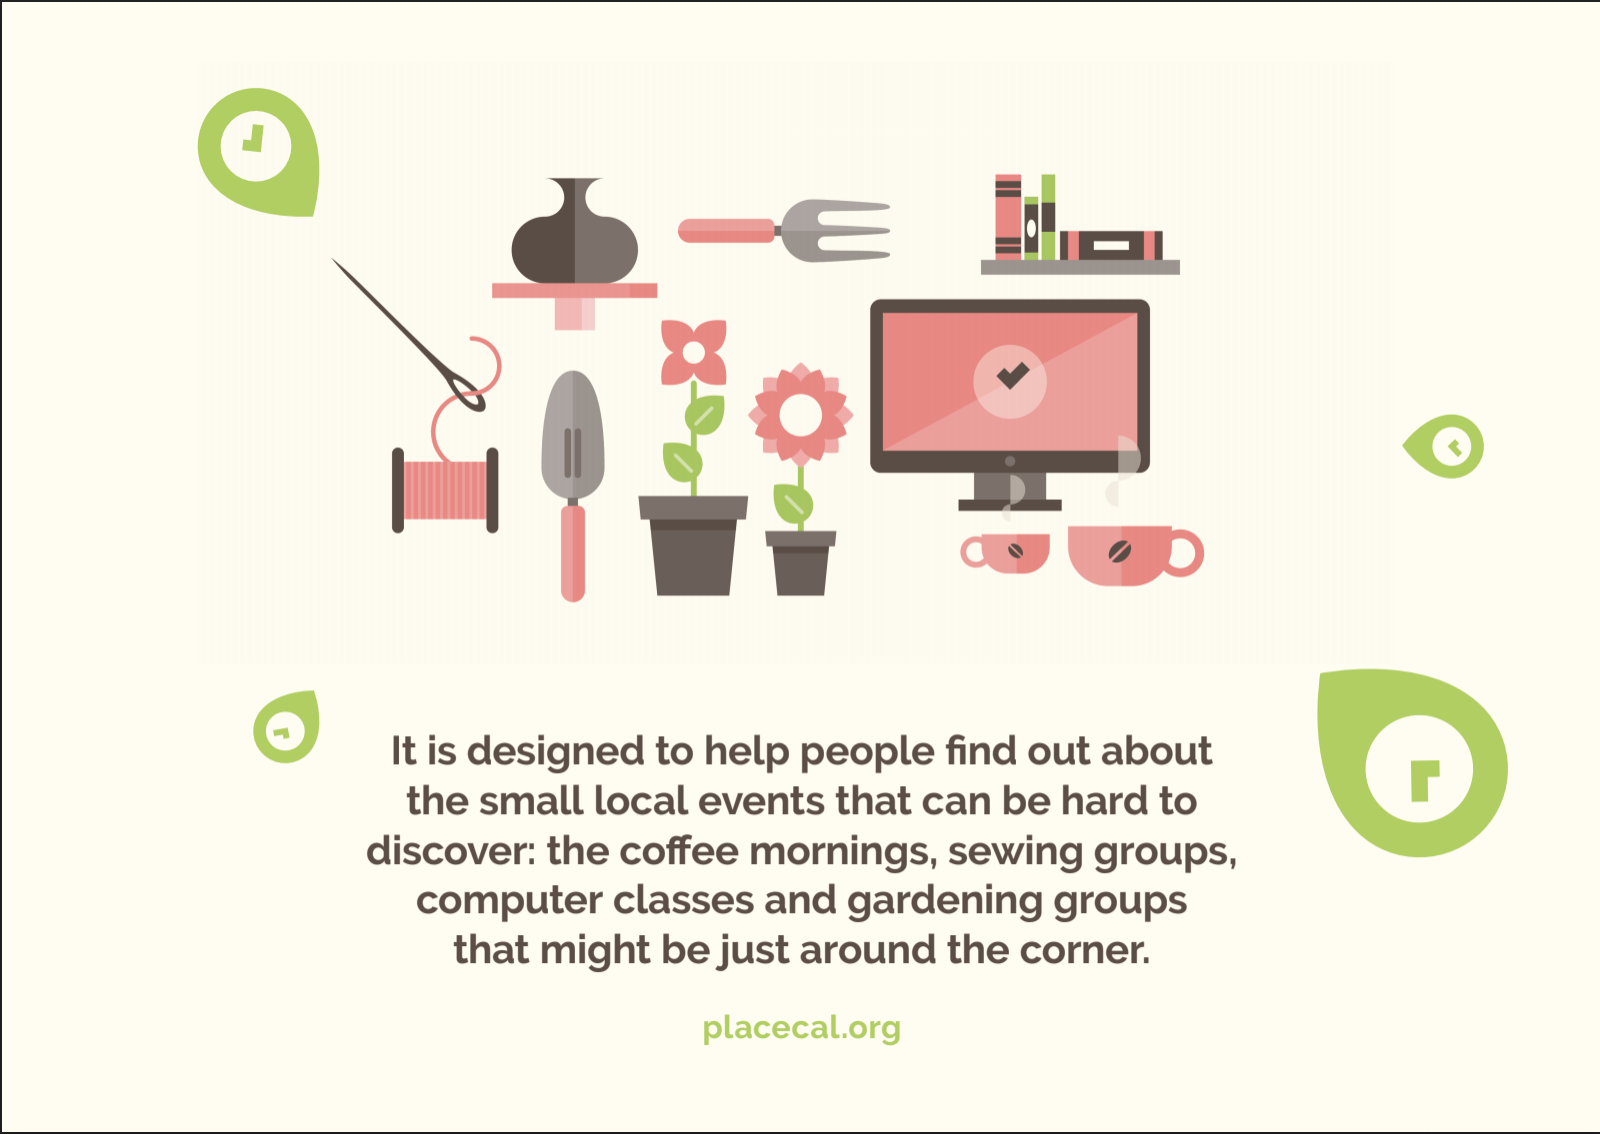 It is designed to help people find out about
the small local events that can be hard to
discover: the coffee mornings, sewing groups,
computer classes and gardening groups
that might be just around the corner.
placecal.org